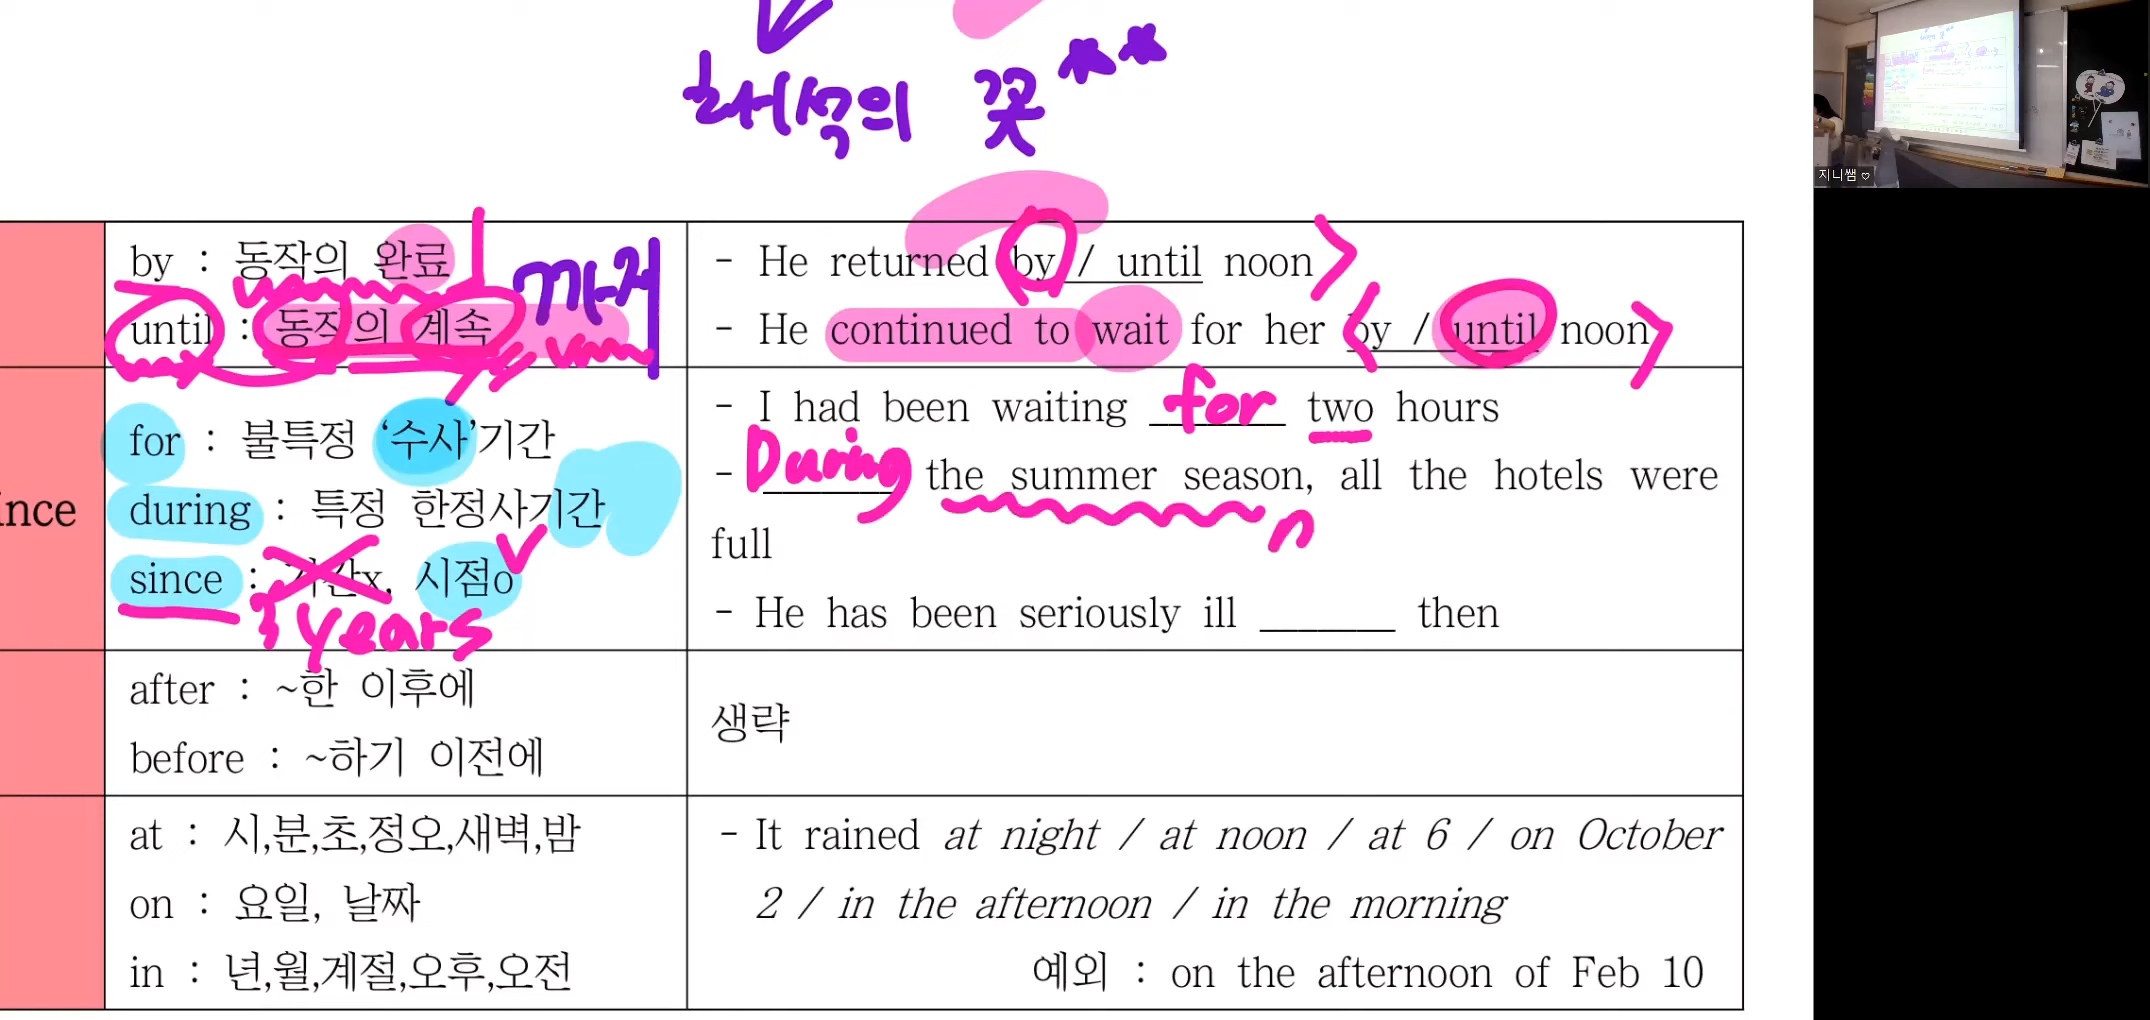 해석의 꽃**
by : 동작의 완료
until : 동작의 계속
까지
- He returned by / until noon
- He continued to wait for her by / until noon
ince
for : 불특정 ‘수사’기간
during : 특정 한정사기간
since : 기간x, 시점o
3 years
- I had been waiting for two hours
- During the summer season, all the hotels were
n
full
- He has been seriously ill ______ then
after : ~한 이후에
before : ~하기 이전에
생략
at : 시,분,초,정오,새벽,밤
on : 요일, 날짜
in : 년,월,계절,오후,오전
- It rained at night / at noon / at 6 / on October
2 / in the afternoon / in the morning
예외 : on the afternoon of Feb 10
지니쌤 ♡